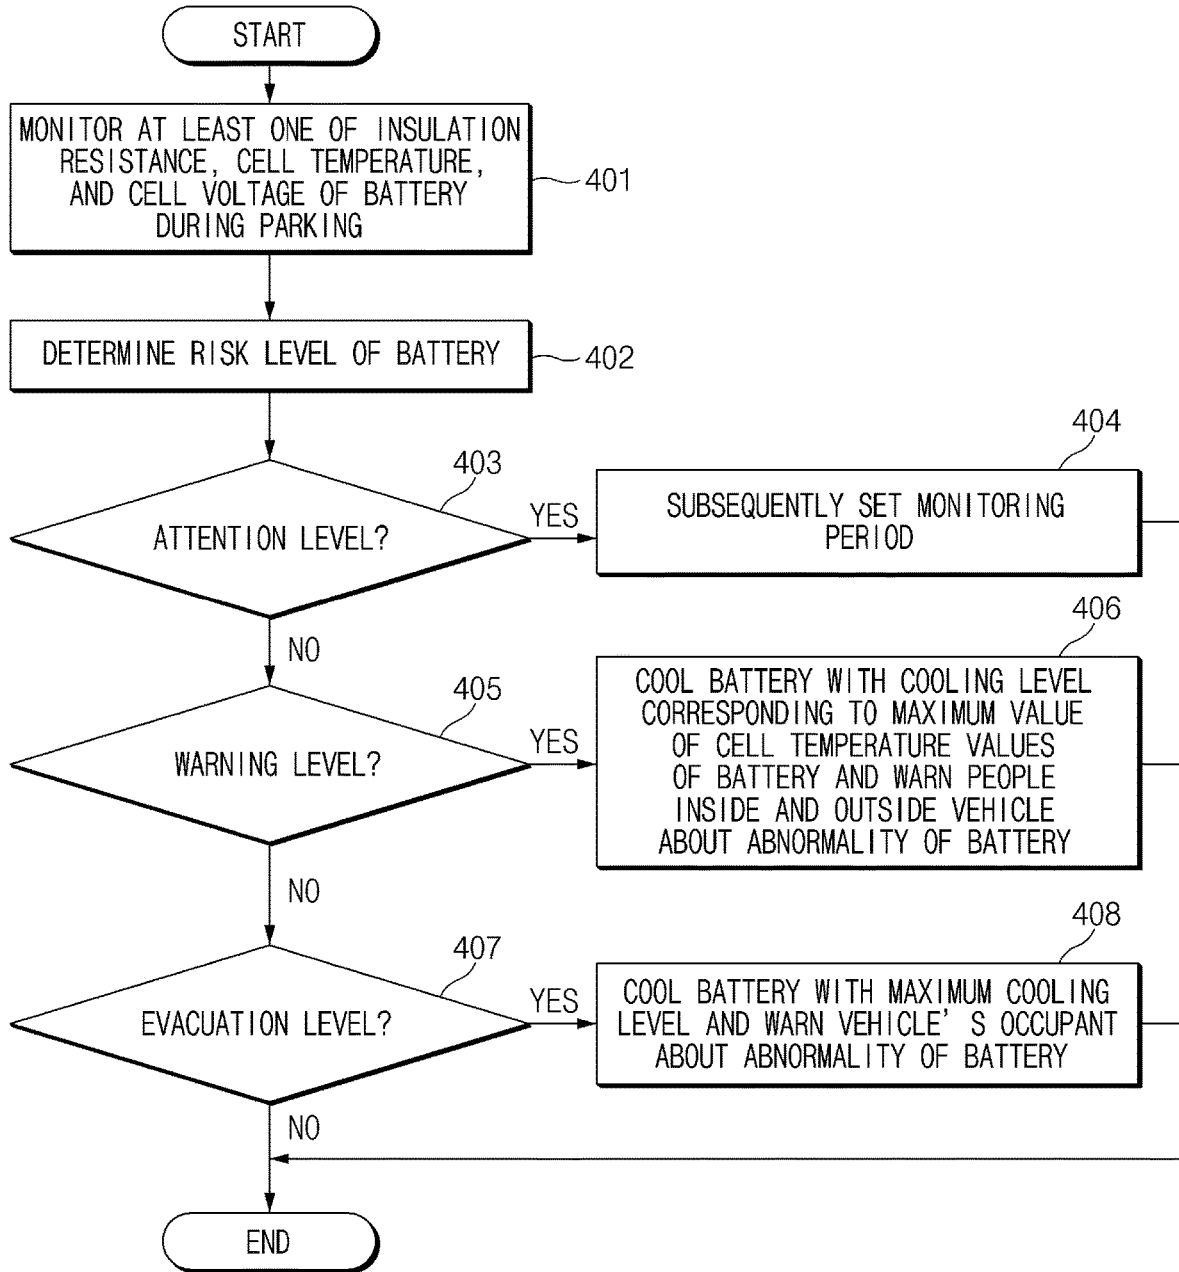 START
MONITOR AT LEAST ONE OF INSULATION
RESISTANCE, CELL TEMPERATURE,
AND CELL VOLTAGE OF BATTERY
DURING PARKING
401
DETERMINE RISK LEVEL OF BATTERY
402
403
ATTENTION LEVEL?
YES
404
SUBSEQUENTLY SET MONITORING
PERIOD
NO
405
WARNING LEVEL?
YES
406
COOL BATTERY WITH COOLING LEVEL
CORRESPONDING TO MAXIMUM VALUE
OF CELL TEMPERATURE VALUES
OF BATTERY AND WARN PEOPLE
INSIDE AND OUTSIDE VEHICLE
ABOUT ABNORMALITY OF BATTERY
NO
407
EVACUATION LEVEL?
YES
408
COOL BATTERY WITH MAXIMUM COOLING
LEVEL AND WARN VEHICLE' S OCCUPANT
ABOUT ABNORMALITY OF BATTERY
NO
END